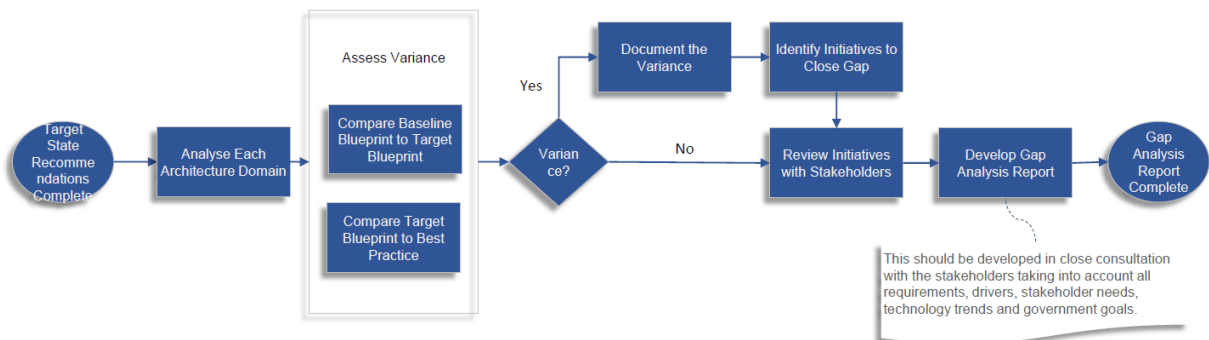 Target
State
Recomme
ndations
Complete
Analyse Each
Architecture Domain
Assess Variance
Compare Baseline
Blueprint to Target
Blueprint
Compare Target
Blueprint to Best
Practice
Varian
ce?
Yes
No
Document the
Variance
Identify Initiatives to
Close Gap
Review Initiatives
with Stakeholders
Develop Gap
Analysis Report
Gap
Analysis
Report
Complete
This should be developed in close consultation
with the stakeholders taking into account all
requirements, drivers, stakeholder needs,
technology trends and government goals.